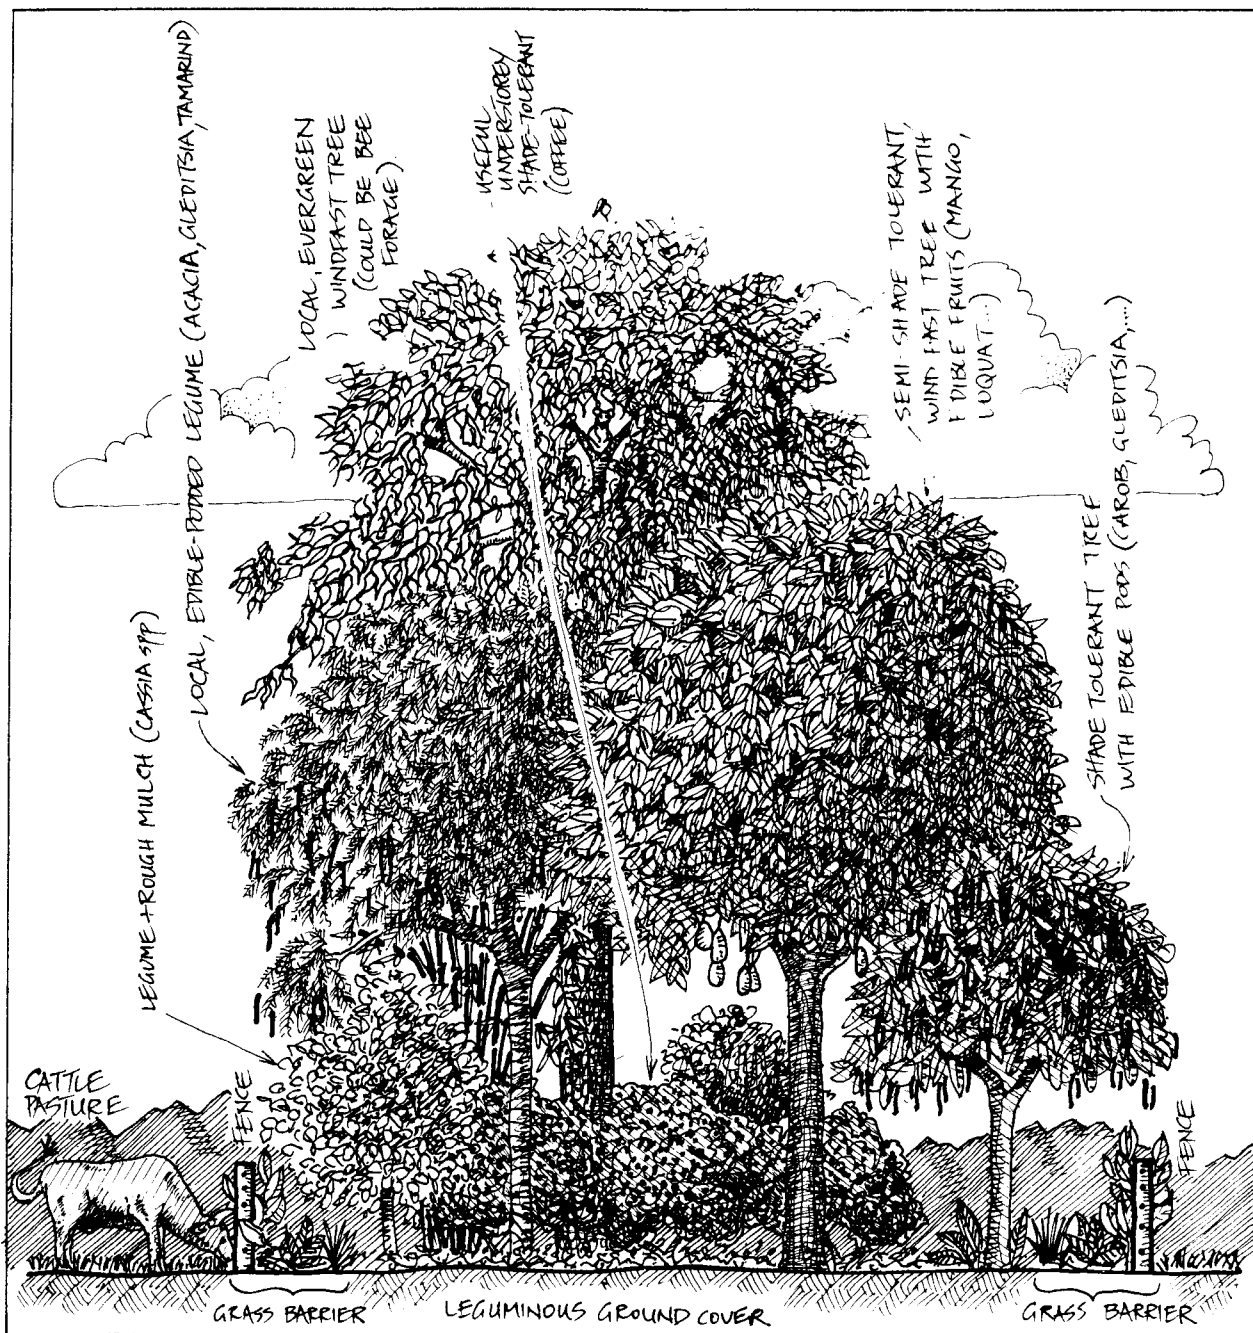 LEGUME + ROUGH MULCH (CASSIA spp)
LOCAL, EDIBLE-PODDED LEGUME (ACACIA, GLEDITSIA, TAMARIND)
LOCAL, EVERGREEN
WINDFAST TREE
(COULD BE BEE
FORAGE)
USEFUL
UNDERSTOREY
SHADE-TOLERANT
(COFFEE)
SEMI-SHADE TOLERANT,
WIND FAST TREE WITH
EDIBLE FRUITS (MANGO,
LOQUAT...)
SHADE TOLERANT TREE
WITH EDIBLE PODS (CAROB, GLEDITSIA,...)
CATTLE
PASTURE
FENCE
FENCE
GRASS BARRIER
LEGUMINOUS GROUND COVER
GRASS BARRIER